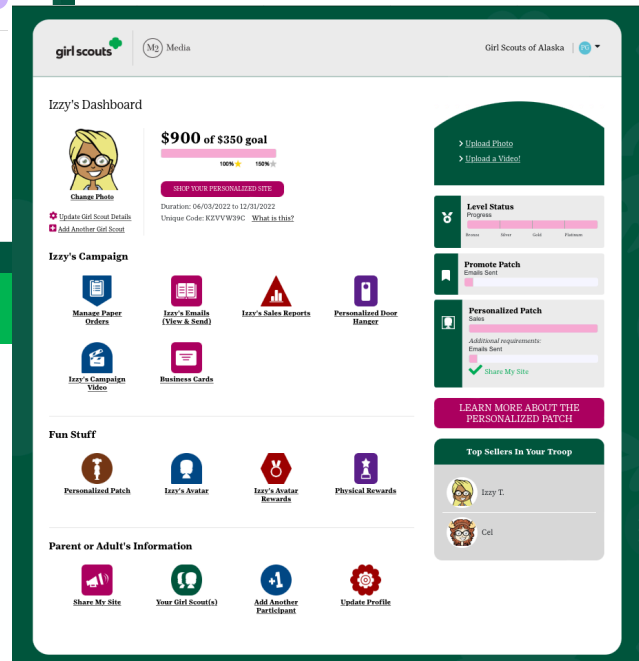 girl scouts
M2 Media
Girl Scouts of Alaska
PG
Izzy's Dashboard
Change Photo
Update Girl Scout Details
Add Another Girl Scout
$900 of $350 goal
100% 150%
SHOP YOUR PERSONALIZED SITE
Duration: 06/03/2022 to 12/31/2022
Unique Code: KZVVW39C What is this?
Izzy's Campaign
Manage Paper
Orders
Izzy's Emails
(View & Send)
Izzy's Sales Reports
Personalized Door
Hanger
Izzy's Campaign
Video
Business Cards
Fun Stuff
Personalized Patch
Izzy's Avatar
Izzy's Avatar
Rewards
Physical Rewards
Parent or Adult's Information
Share My Site
Your Girl Scout(s)
+1
Add Another
Participant
Update Profile
> Upload Photo
> Upload a Video!
Level Status
Progress
Bronze Silver Gold Platinum
Promote Patch
Emails Sent
Personalized Patch
Sales
Additional requirements:
Emails Sent
Share My Site
LEARN MORE ABOUT THE
PERSONALIZED PATCH
Top Sellers In Your Troop
Izzy T.
Cel